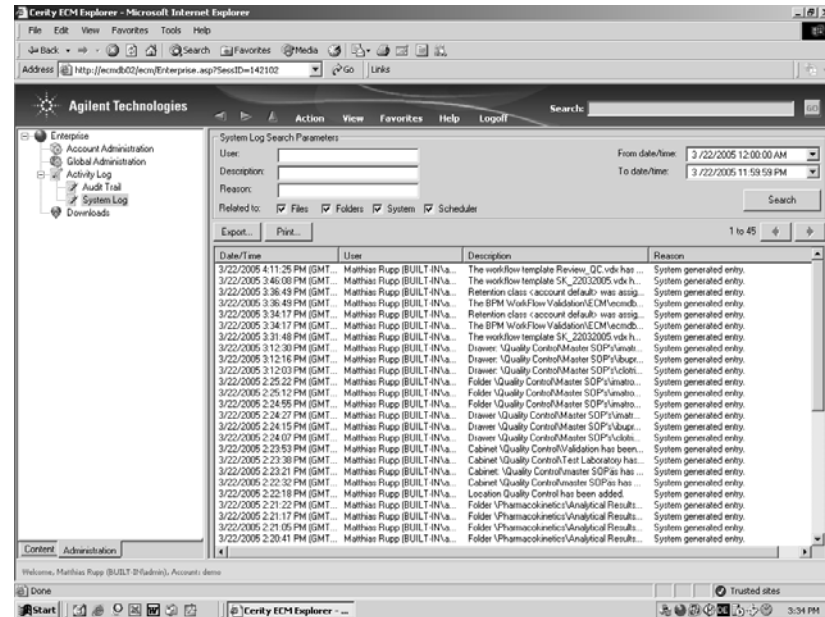 Cerity ECM Explorer - Microsoft Internet Explorer
File Edit View Favorites Tools Help
Back Search Favorites Media
Address http://ecmdb02/ecm/Enterprise.asp?SessID=142102 Go Links
Agilent Technologies
Search: GO
Action View Favorites Help Logoff
Enterprise
Account Administration
Global Administration
Activity Log
Audit Trail
System Log
Downloads
System Log Search Parameters
User:
Description:
Reason:
Related to: Files Folders System Scheduler
From date/time: 3 /22/2005 12:00:00 AM
To date/time: 3 /22/2005 11:59:59 PM
Search
Export... Print... 1 to 45
Date/Time User Description Reason
3/22/2005 4:11:25 PM (GMT... Matthias Rupp (BUILT-IN\a... The workflow template Review_QC.vdx has ... System generated entry.
3/22/2005 3:46:08 PM (GMT... Matthias Rupp (BUILT-IN\a... The workflow template SK_22032005.vdx h... System generated entry.
3/22/2005 3:36:49 PM (GMT... Matthias Rupp (BUILT-IN\a... Retention class <account default> was assig... System generated entry.
3/22/2005 3:36:49 PM (GMT... Matthias Rupp (BUILT-IN\a... The BPM WorkFlow Validation\ECM\ecmdb... System generated entry.
3/22/2005 3:34:17 PM (GMT... Matthias Rupp (BUILT-IN\a... Retention class <account default> was assig... System generated entry.
3/22/2005 3:34:17 PM (GMT... Matthias Rupp (BUILT-IN\a... The BPM WorkFlow Validation\ECM\ecmdb... System generated entry.
3/22/2005 3:31:48 PM (GMT... Matthias Rupp (BUILT-IN\a... The workflow template SK_22032005.vdx h... System generated entry.
3/22/2005 3:12:30 PM (GMT... Matthias Rupp (BUILT-IN\a... Drawer: \Quality Control\Master SOP's\imatr... System generated entry.
3/22/2005 3:12:16 PM (GMT... Matthias Rupp (BUILT-IN\a... Drawer: \Quality Control\Master SOP's\ibupr... System generated entry.
3/22/2005 3:12:03 PM (GMT... Matthias Rupp (BUILT-IN\a... Drawer: \Quality Control\Master SOP's\cloti... System generated entry.
3/22/2005 2:25:22 PM (GMT... Matthias Rupp (BUILT-IN\a... Folder \Quality Control\Master SOP's\imatro... System generated entry.
3/22/2005 2:25:12 PM (GMT... Matthias Rupp (BUILT-IN\a... Folder \Quality Control\Master SOP's\imatro... System generated entry.
3/22/2005 2:24:55 PM (GMT... Matthias Rupp (BUILT-IN\a... Folder \Quality Control\Master SOP's\imatro... System generated entry.
3/22/2005 2:24:27 PM (GMT... Matthias Rupp (BUILT-IN\a... Drawer \Quality Control\Master SOP's\imatr... System generated entry.
3/22/2005 2:24:15 PM (GMT... Matthias Rupp (BUILT-IN\a... Drawer \Quality Control\Master SOP's\ibupr... System generated entry.
3/22/2005 2:24:07 PM (GMT... Matthias Rupp (BUILT-IN\a... Drawer \Quality Control\Master SOP's\cloti... System generated entry.
3/22/2005 2:23:53 PM (GMT... Matthias Rupp (BUILT-IN\a... Cabinet \Quality Control\Validation has been... System generated entry.
3/22/2005 2:23:38 PM (GMT... Matthias Rupp (BUILT-IN\a... Cabinet \Quality Control\Test Laboratory has... System generated entry.
3/22/2005 2:23:21 PM (GMT... Matthias Rupp (BUILT-IN\a... Cabinet: \Quality Control\master SOPäs has ... System generated entry.
3/22/2005 2:22:32 PM (GMT... Matthias Rupp (BUILT-IN\a... Cabinet \Quality Control\master SOPäs has ... System generated entry.
3/22/2005 2:22:18 PM (GMT... Matthias Rupp (BUILT-IN\a... Location Quality Control has been added. System generated entry.
3/22/2005 2:21:22 PM (GMT... Matthias Rupp (BUILT-IN\a... Folder \Pharmacokinetics\Analytical Results... System generated entry.
3/22/2005 2:21:17 PM (GMT... Matthias Rupp (BUILT-IN\a... Folder \Pharmacokinetics\Analytical Results... System generated entry.
3/22/2005 2:21:05 PM (GMT... Matthias Rupp (BUILT-IN\a... Folder \Pharmacokinetics\Analytical Results... System generated entry.
3/22/2005 2:20:41 PM (GMT... Matthias Rupp (BUILT-IN\a... Folder \Pharmacokinetics\Analytical Results... System generated entry.
Content Administration
Welcome, Matthias Rupp (BUILT-IN\admin), Account: demo
Done Trusted sites
Start Cerity ECM Explorer - ... DE 3:34 PM